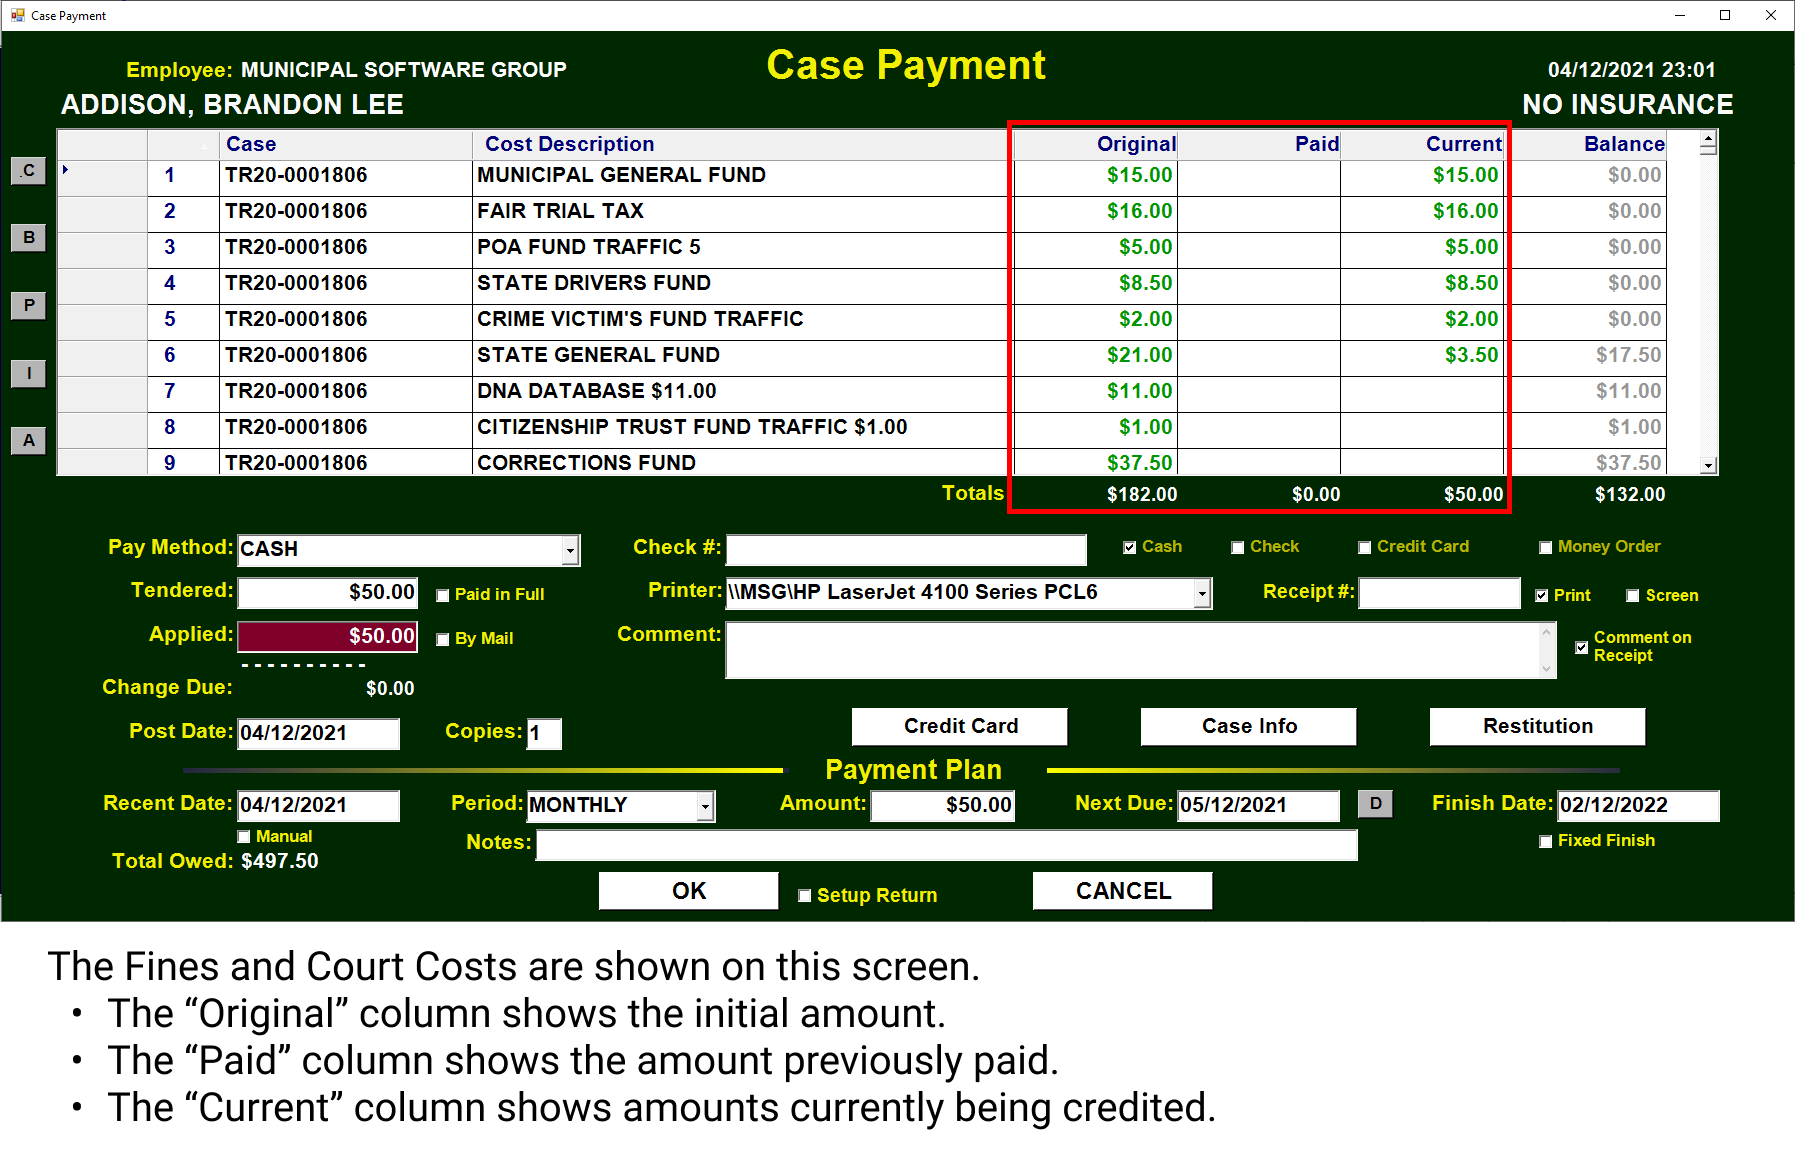 Case Payment
Employee: MUNICIPAL SOFTWARE GROUP
Case Payment
04/12/2021 23:01
ADDISON, BRANDON LEE
NO INSURANCE
Case Cost Description Original Paid Current Balance
1 TR20-0001806 MUNICIPAL GENERAL FUND $15.00 $15.00 $0.00
2 TR20-0001806 FAIR TRIAL TAX $16.00 $16.00 $0.00
3 TR20-0001806 POA FUND TRAFFIC 5 $5.00 $5.00 $0.00
4 TR20-0001806 STATE DRIVERS FUND $8.50 $8.50 $0.00
5 TR20-0001806 CRIME VICTIM'S FUND TRAFFIC $2.00 $2.00 $0.00
6 TR20-0001806 STATE GENERAL FUND $21.00 $3.50 $17.50
7 TR20-0001806 DNA DATABASE $11.00 $11.00 $11.00
8 TR20-0001806 CITIZENSHIP TRUST FUND TRAFFIC $1.00 $1.00 $1.00
9 TR20-0001806 CORRECTIONS FUND $37.50 $37.50
Totals $182.00 $0.00 $50.00 $132.00
.C
B
P
I
A
Pay Method: CASH Check #: Cash Check Credit Card Money Order
Tendered: $50.00 Paid in Full Printer: \\MSG\HP LaserJet 4100 Series PCL6 Receipt #: Print Screen
Applied: $50.00 By Mail Comment: Comment on
Receipt
----------
Change Due: $0.00
Post Date: 04/12/2021 Copies: 1 Credit Card Case Info Restitution
Payment Plan
Recent Date: 04/12/2021 Period: MONTHLY Amount: $50.00 Next Due: 05/12/2021 D Finish Date: 02/12/2022
Manual Notes: Fixed Finish
Total Owed: $497.50
OK Setup Return CANCEL
The Fines and Court Costs are shown on this screen.
• The “Original” column shows the initial amount.
• The “Paid” column shows the amount previously paid.
• The “Current” column shows amounts currently being credited.